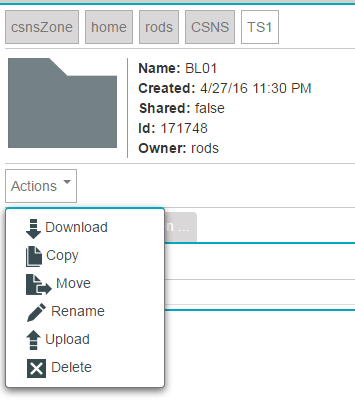 csnsZone home rods CSNS TS1
Name: BL01
Created: 4/27/16 11:30 PM
Shared: false
Id: 171748
Owner: rods
Actions
Download
Copy
Move
Rename
Upload
Delete